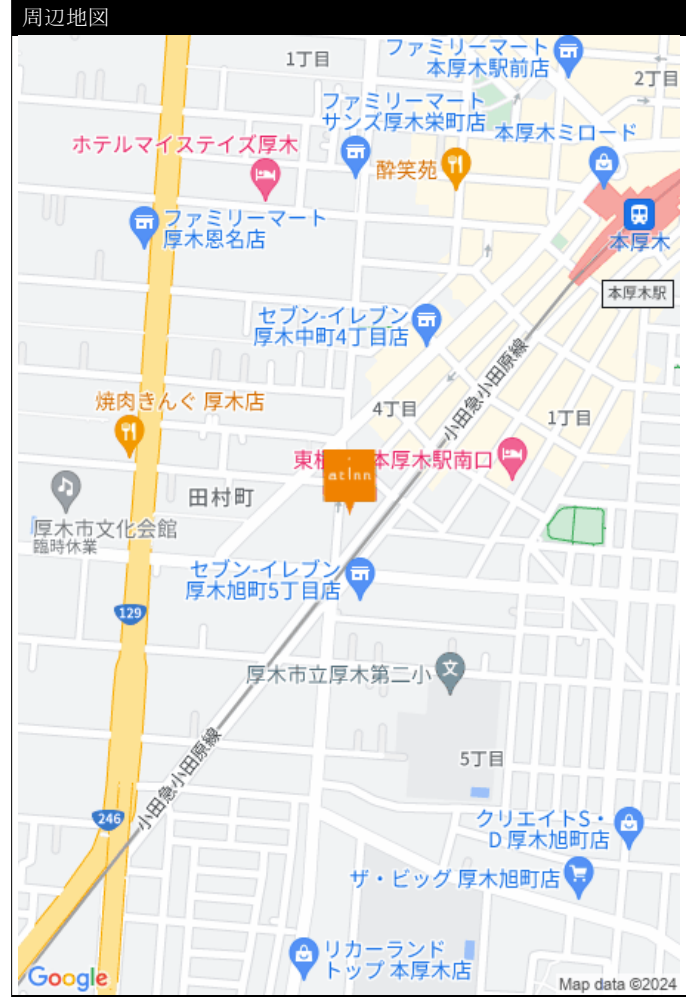 周辺地図
ファミリーマート
本厚木駅前店
1丁目
2丁目
ファミリーマート
サンズ厚木栄町店
本厚木ミロード
ホテルマイステイズ厚木
酔笑苑
ファミリーマート
厚木恩名店
本厚木
本厚木駅
セブン-イレブン
厚木中町4丁目店
小田急小田原線
焼肉きんぐ 厚木店
4丁目
1丁目
本厚木駅南口
at Inn
田村町
厚木市文化会館
臨時休業
セブン-イレブン
厚木旭町5丁目店
129
厚木市立厚木第二小
文
小田急小田原線
5丁目
246
クリエイトS・
D 厚木旭町店
ザ・ビッグ 厚木旭町店
リカーランド
トップ 本厚木店
Google
Map data ©2024